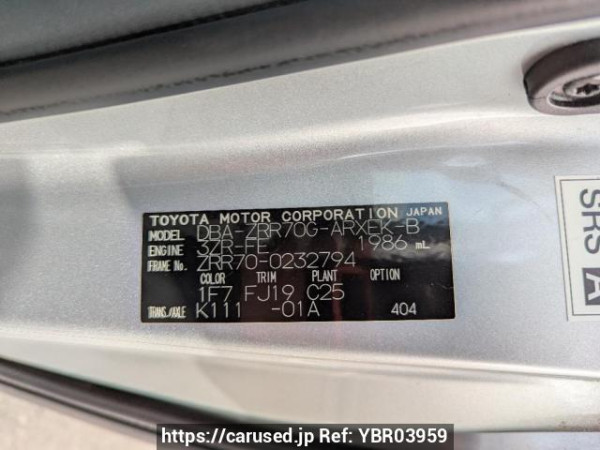 TOYOTA MOTOR CORPORATION JAPAN
MODEL DBA-ZRR70G-ARXEK-B
ENGINE 3ZR-FE 1986 mL
FRAME No. ZRR70-0232794
COLOR TRIM PLANT OPTION
1F7 FJ19 C25
TRANS./AXLE K111 -01A 404
SRS A
https://carused.jp Ref: YBR03959